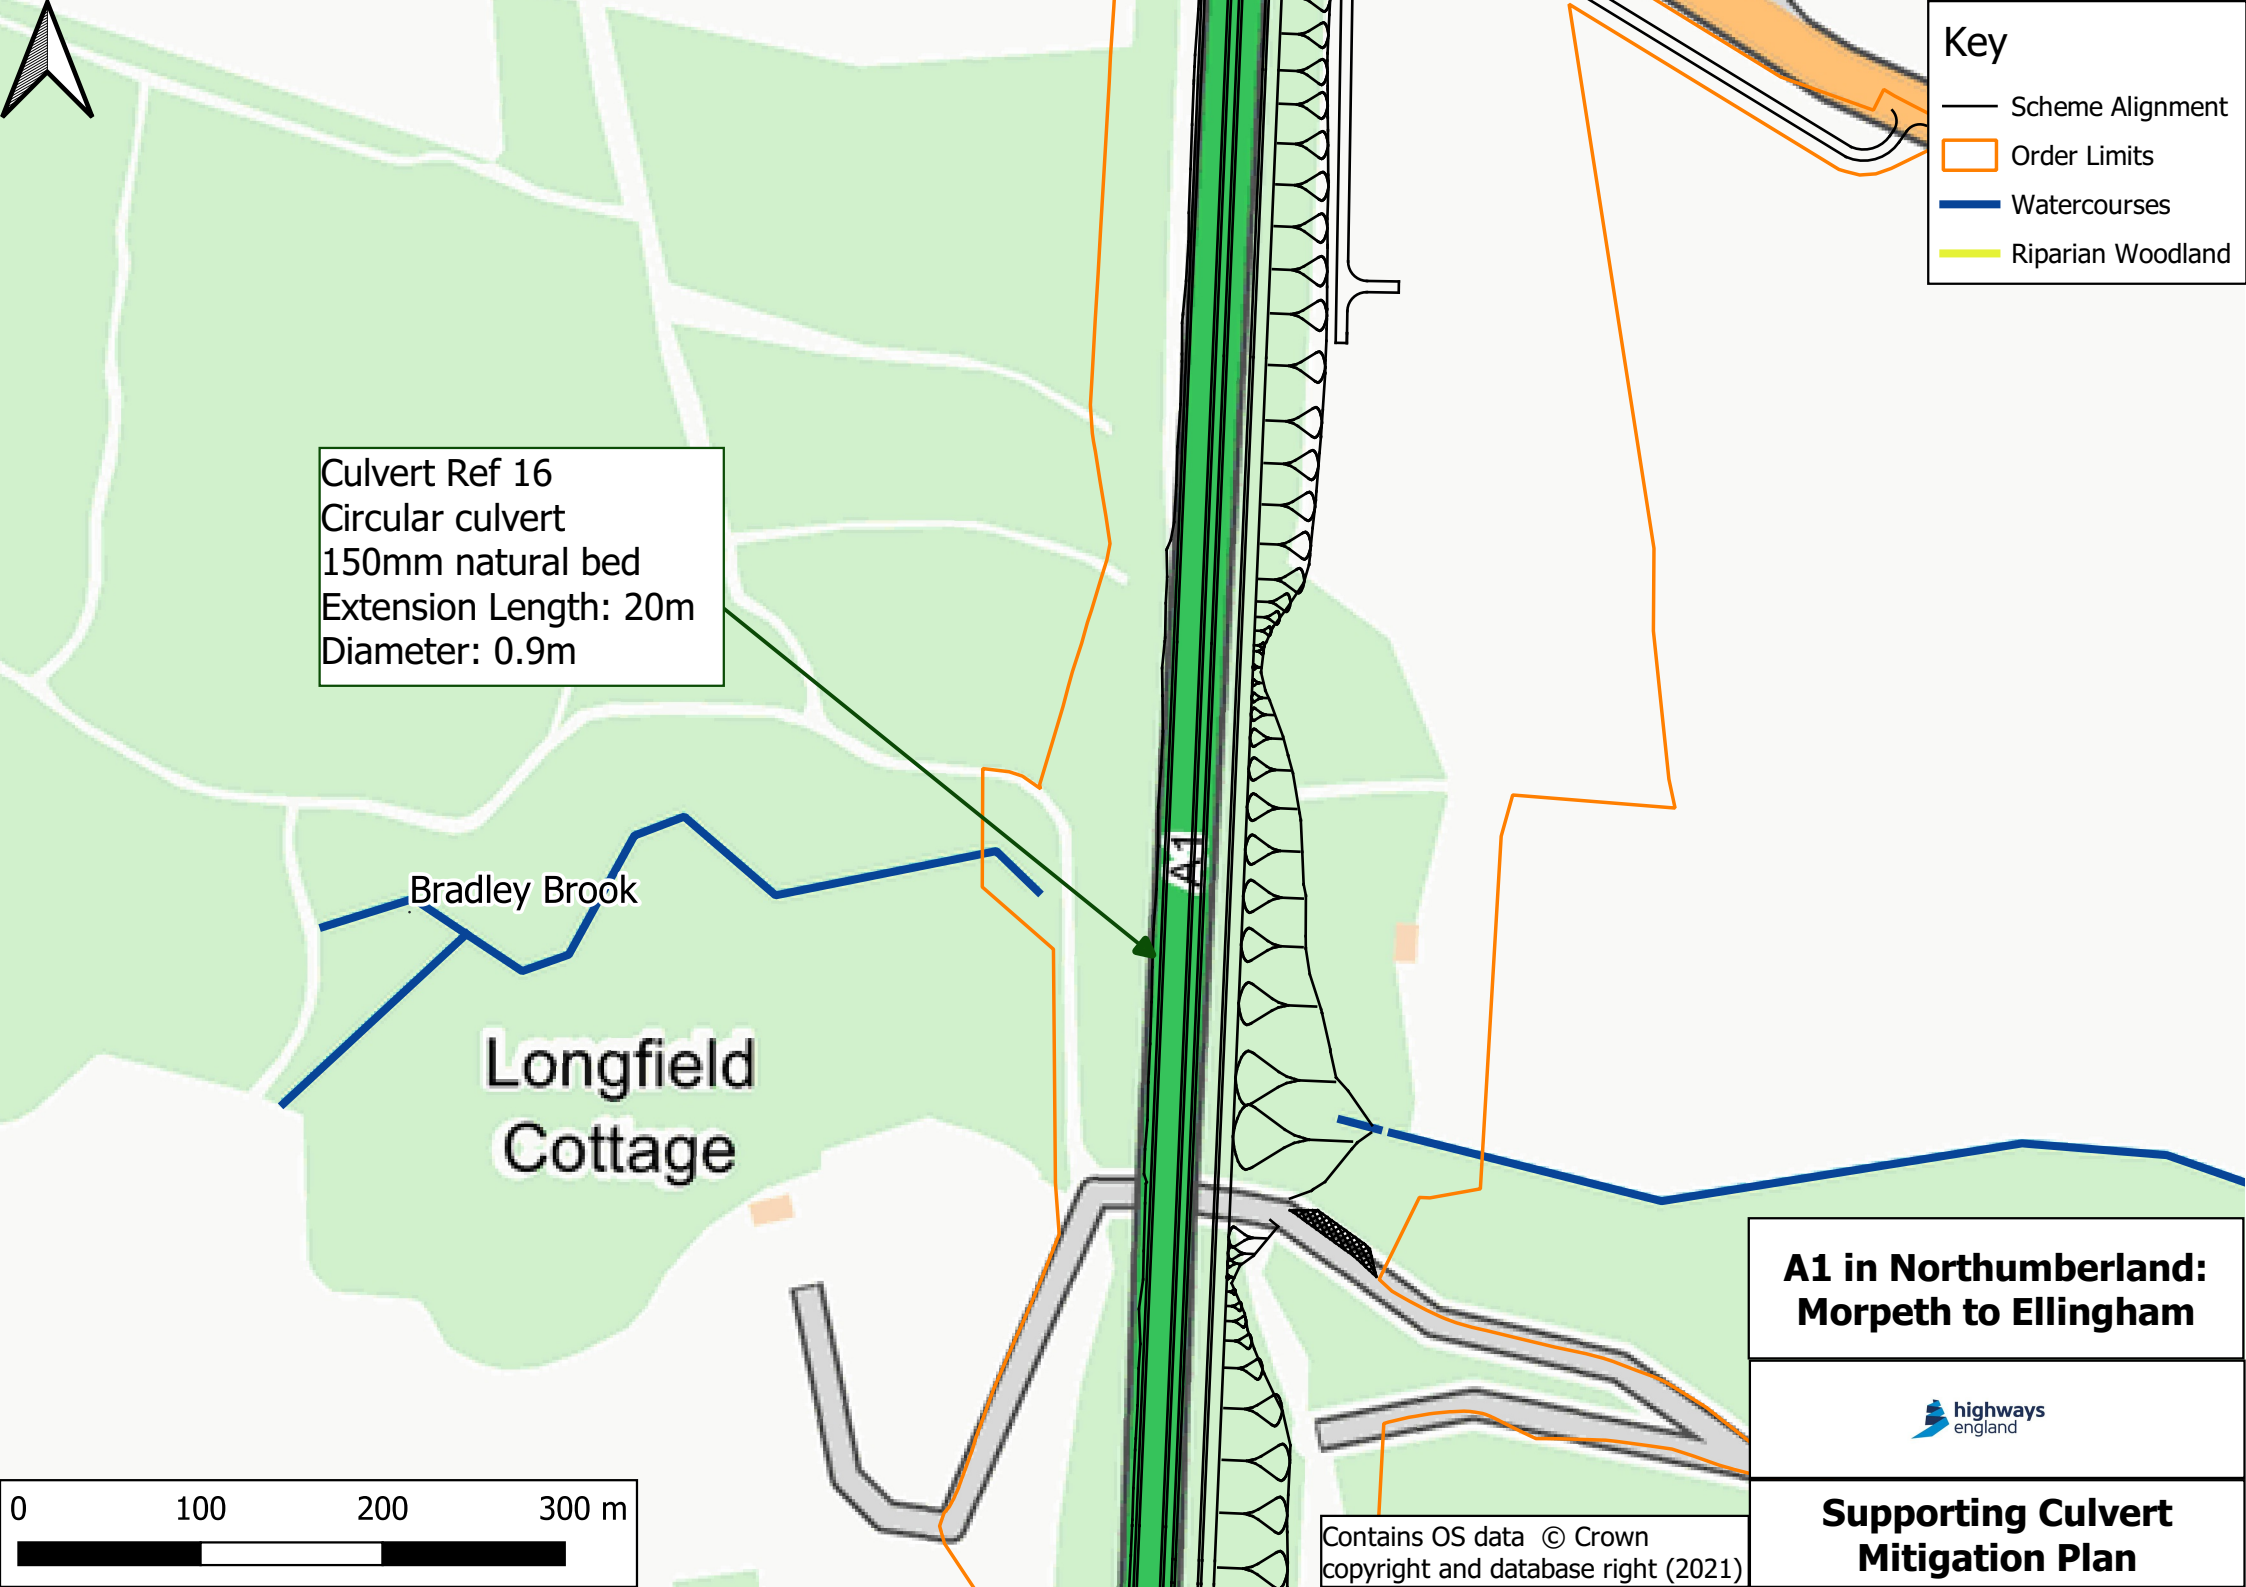 Key
Scheme Alignment
Order Limits
Watercourses
Riparian Woodland
Culvert Ref 16
Circular culvert
150mm natural bed
Extension Length: 20m
Diameter: 0.9m
A1
Bradley Brook
Longfield
Cottage
A1 in Northumberland:
Morpeth to Ellingham
highways
england
Supporting Culvert
Mitigation Plan
0 100 200 300 m
Contains OS data © Crown
copyright and database right (2021)